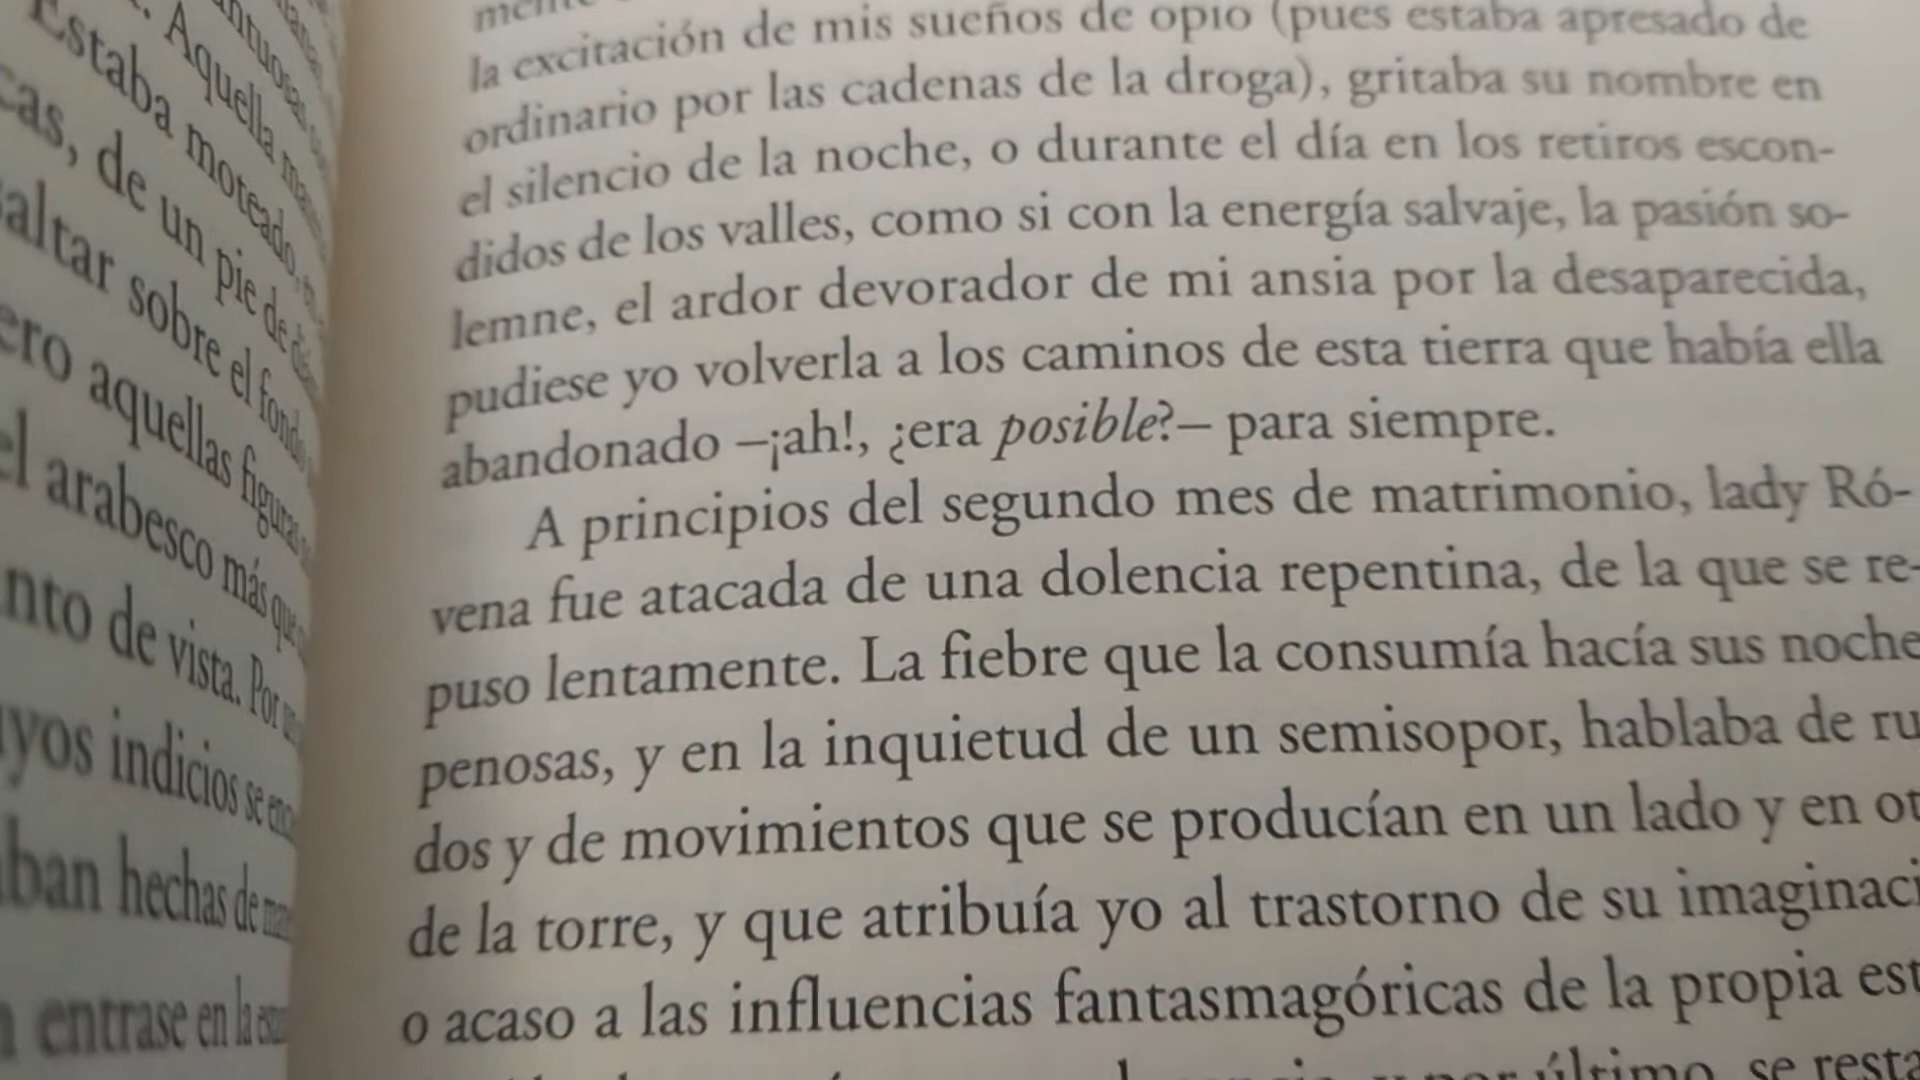 Estaba moteado,
Aquella
cas, de un pie de
saltar sobre el fondo
ero aquellas figuras
el arabesco más que
nto de vista. Por
yos indicios se
ban hechas de
entrase en la
la excitación de mis sueños de opio (pues estaba apresado de
ordinario por las cadenas de la droga), gritaba su nombre en
el silencio de la noche, o durante el día en los retiros escon-
didos de los valles, como si con la energía salvaje, la pasión so-
lemne, el ardor devorador de mi ansia por la desaparecida,
pudiese yo volverla a los caminos de esta tierra que había ella
abandonado –¡ah!, ¿era posible?– para siempre.
A principios del segundo mes de matrimonio, lady Ró-
vena fue atacada de una dolencia repentina, de la que se re-
puso lentamente. La fiebre que la consumía hacía sus noche
penosas, y en la inquietud de un semisopor, hablaba de ru
dos y de movimientos que se producían en un lado y en ot
de la torre, y que atribuía yo al trastorno de su imaginaci
o acaso a las influencias fantasmagóricas de la propia est
y por último, se resta